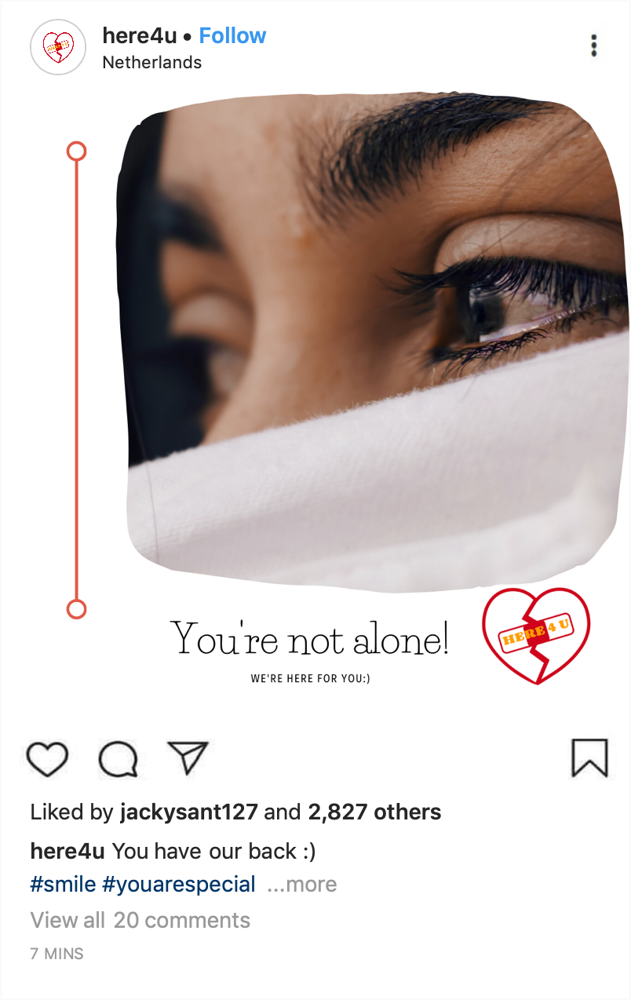 here4u • Follow
Netherlands
You're not alone!
WE'RE HERE FOR YOU:)
HERE 4 U
Liked by jackysant127 and 2,827 others
here4u You have our back :)
#smile #youarespecial ...more
View all 20 comments
7 MINS